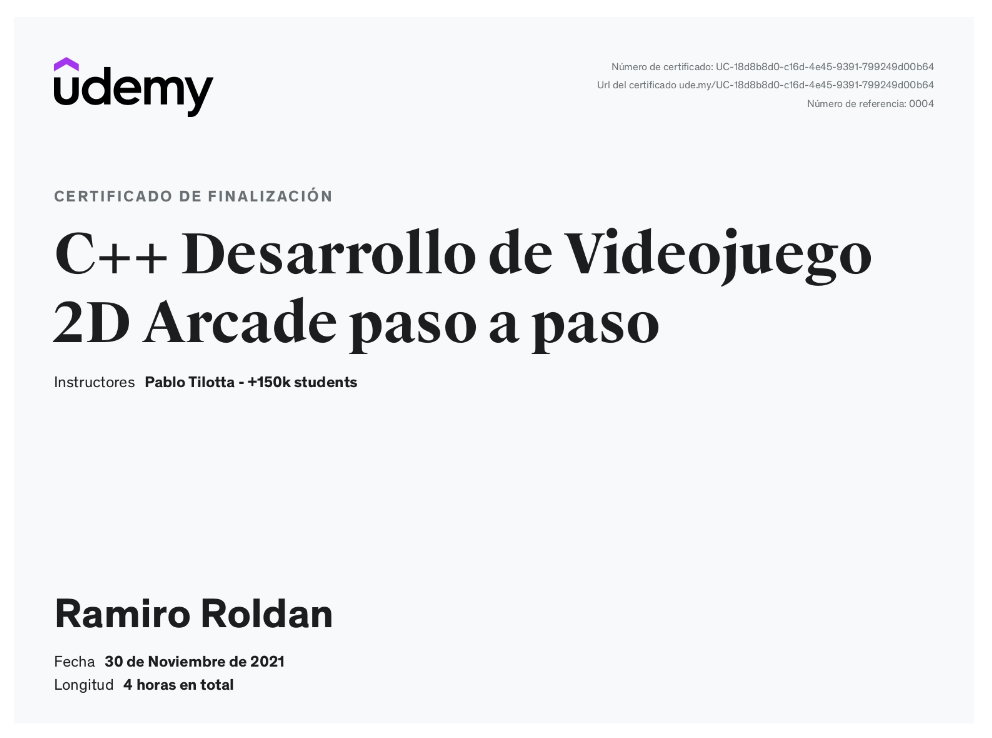 udemy
Número de certificado: UC-18d8b8d0-c16d-4e45-9391-799249d00b64
Url del certificado ude.my/UC-18d8b8d0-c16d-4e45-9391-799249d00b64
Número de referencia: 0004
CERTIFICADO DE FINALIZACIÓN
C++ Desarrollo de Videojuego
2D Arcade paso a paso
Instructores Pablo Tilotta - +150k students
Ramiro Roldan
Fecha 30 de Noviembre de 2021
Longitud 4 horas en total